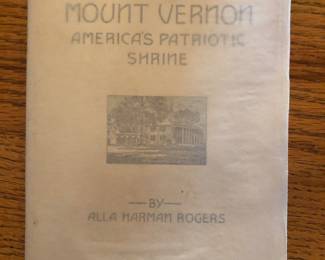 MOUNT VERNON
AMERICA'S PATRIOTIC
SHRINE
—BY—
ALLA HARMAN ROGERS